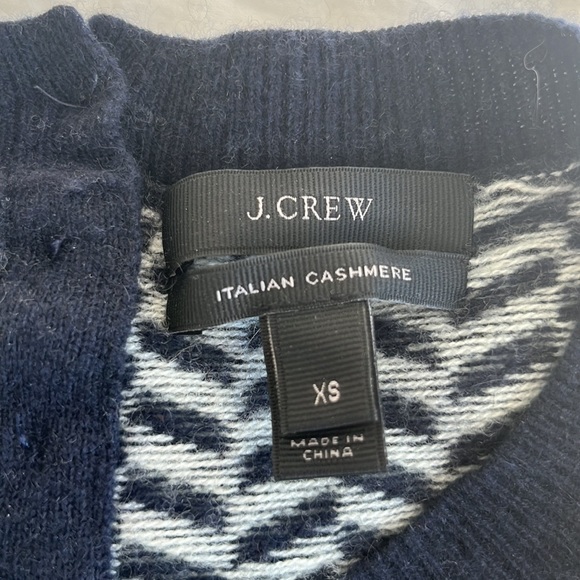 J.CREW
ITALIAN CASHMERE
XS
MADE IN
CHINA